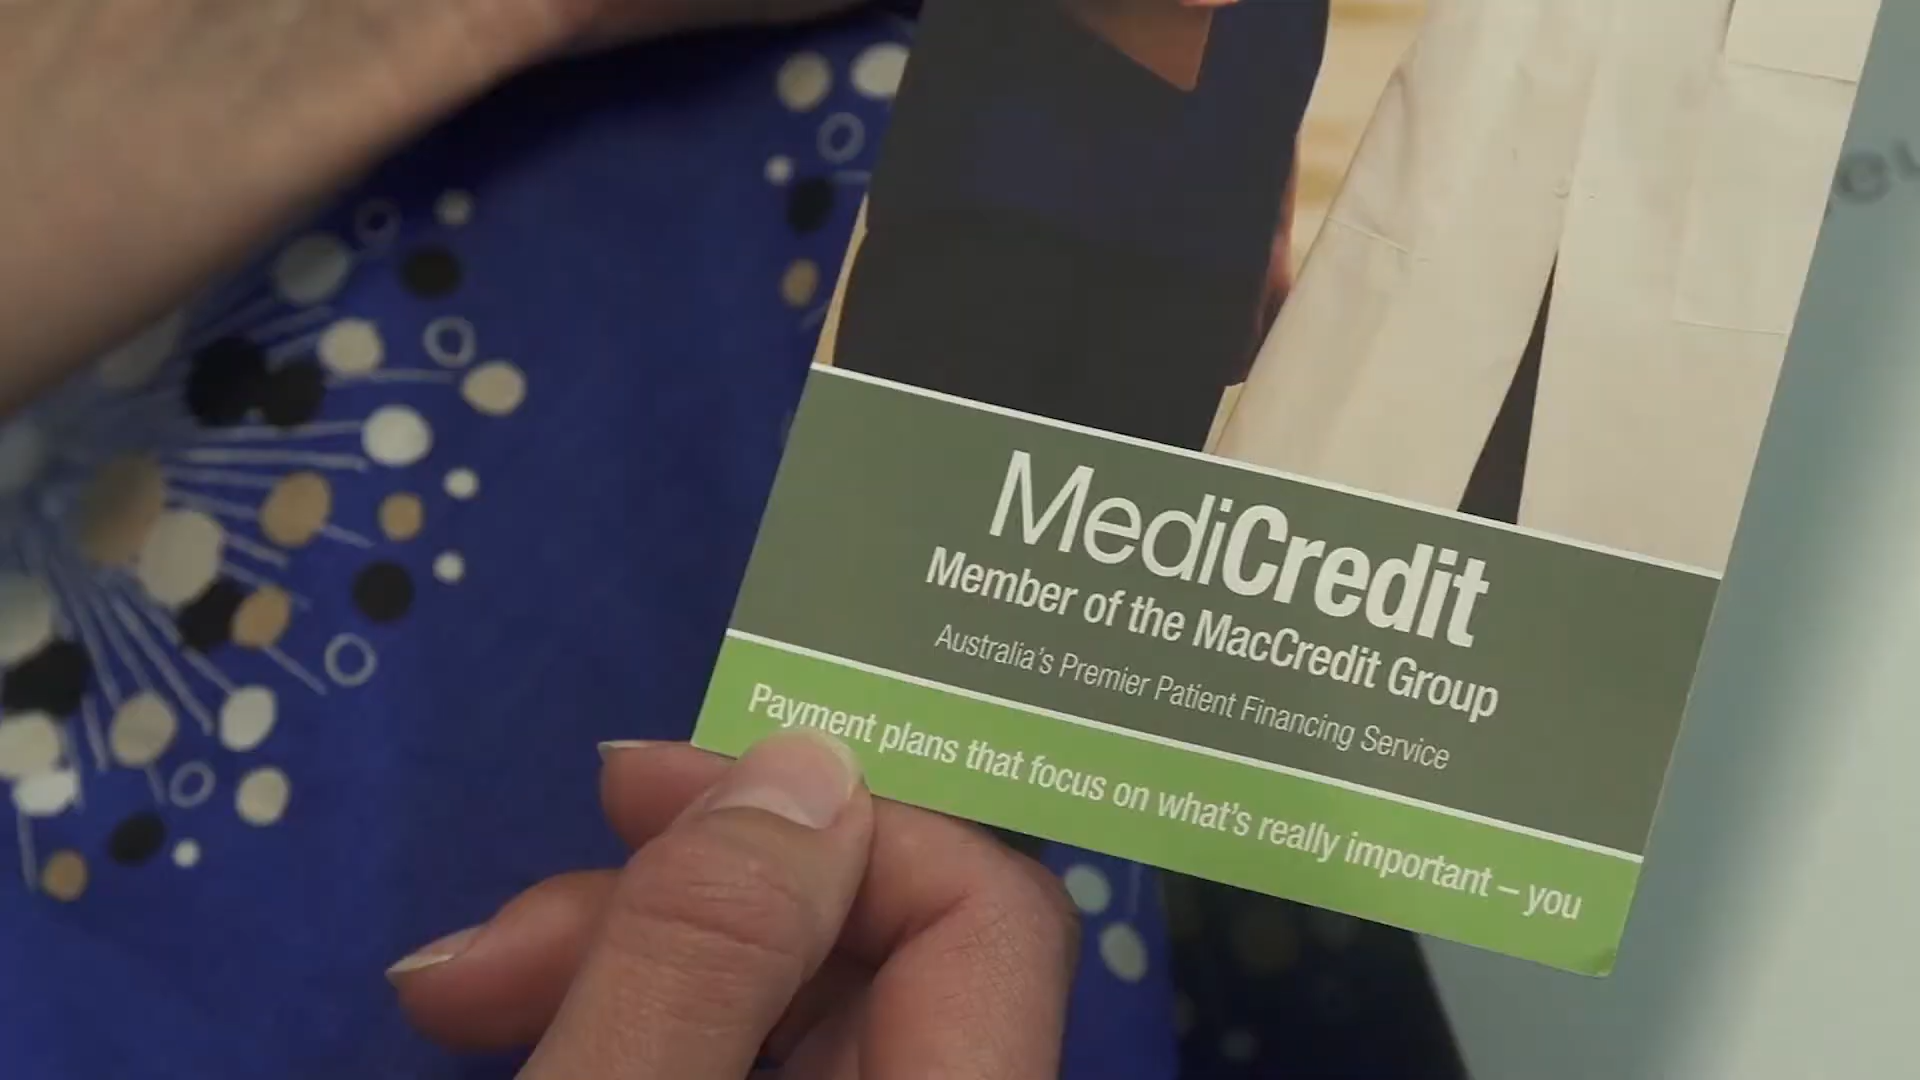 MediCredit
Member of the MacCredit Group
Australia's Premier Patient Financing Service
Payment plans that focus on what's really important – you